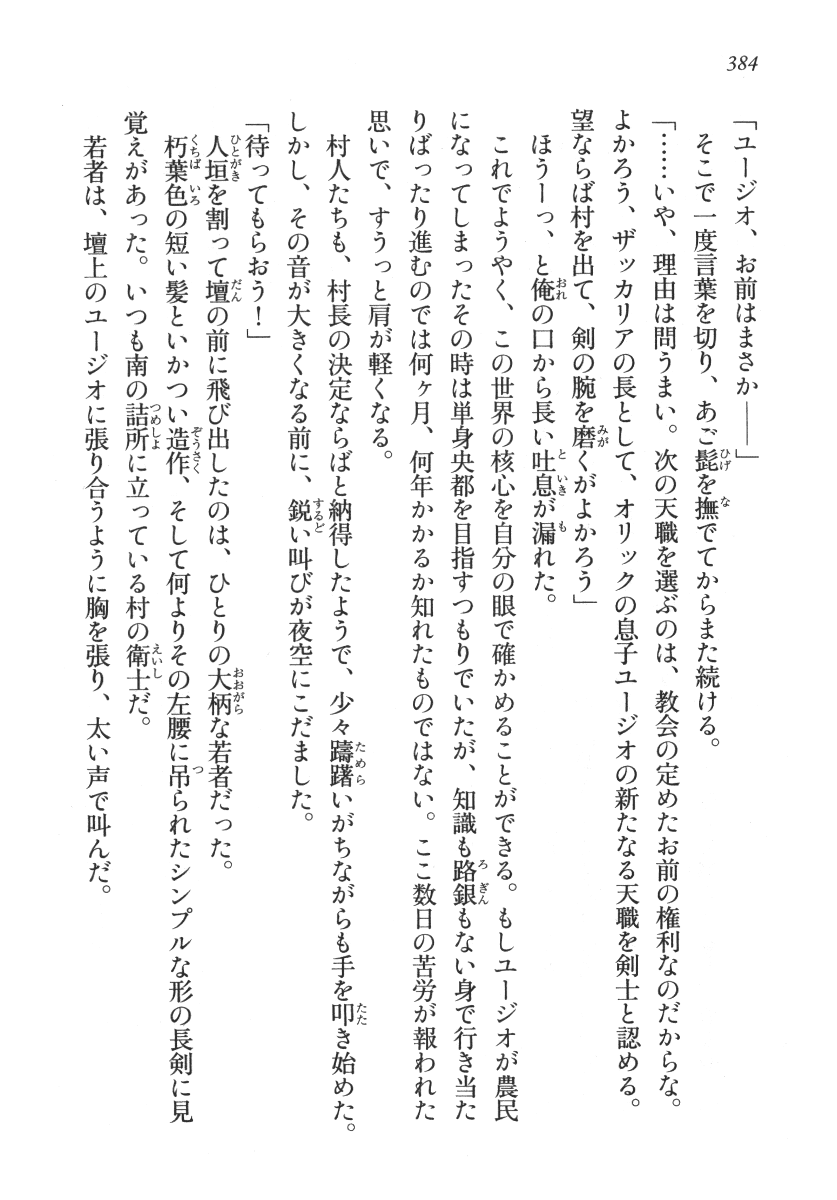 384
「ユージオ、お前はまさか――」
そこで一度言葉を切り、あご髭を撫でてからまた続ける。
「……いや、理由は問うまい。次の天職を選ぶのは、教会の定めたお前の権利なのだからな。
よかろう、ザッカリアの長として、オリックの息子ユージオの新たなる天職を剣士と認める。
望ならば村を出て、剣の腕を磨くがよかろう」
ほうーっ、と俺の口から長い吐息が漏れた。
これでようやく、この世界の核心を自分の眼で確かめることができる。もしユージオが農民
になってしまったその時は単身央都を目指すつもりでいたが、知識も路銀もない身で行き当た
りばったり進むのでは何ヶ月、何年かかるか知れたものではない。ここ数日の苦労が報われた
思いで、すうっと肩が軽くなる。
村人たちも、村長の決定ならばと納得したようで、少々躊躇いがちながらも手を叩き始めた。
しかし、その音が大きくなる前に、鋭い叫びが夜空にこだました。
「待ってもらおう！」
人垣を割って壇の前に飛び出したのは、ひとりの大柄な若者だった。
朽葉色の短い髪といかつい造作、そして何よりその左腰に吊られたシンプルな形の長剣に見
覚えがあった。いつも南の詰所に立っている村の衛士だ。
若者は、壇上のユージオに張り合うように胸を張り、太い声で叫んだ。